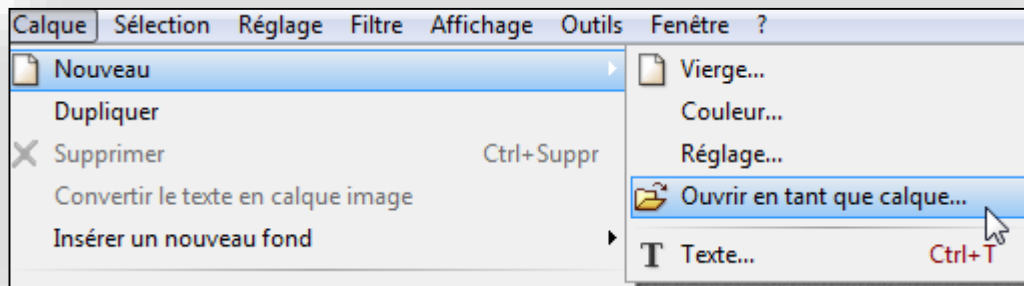 Calque Sélection Réglage Filtre Affichage Outils Fenêtre ?
Nouveau
Dupliquer
Supprimer Ctrl+Suppr
Convertir le texte en calque image
Insérer un nouveau fond
Vierge...
Couleur...
Réglage...
Ouvrir en tant que calque...
T Texte... Ctrl+T